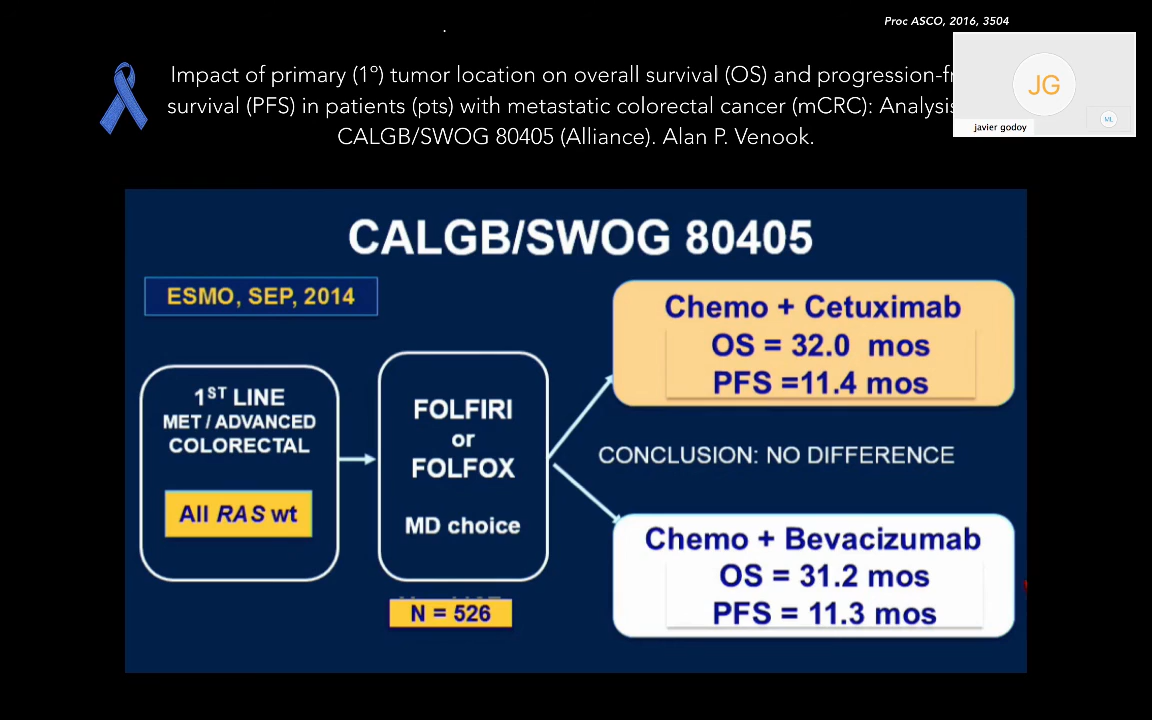 Proc ASCO, 2016, 3504
Impact of primary (1º) tumor location on overall survival (OS) and progression-fr
survival (PFS) in patients (pts) with metastatic colorectal cancer (mCRC): Analysis
CALGB/SWOG 80405 (Alliance). Alan P. Venook.
JG
ML
javier godoy
CALGB/SWOG 80405
ESMO, SEP, 2014
1ST LINE
MET / ADVANCED
COLORECTAL
All RAS wt
FOLFIRI
or
FOLFOX
MD choice
N = 526
Chemo + Cetuximab
OS = 32.0 mos
PFS =11.4 mos
CONCLUSION: NO DIFFERENCE
Chemo + Bevacizumab
OS = 31.2 mos
PFS = 11.3 mos